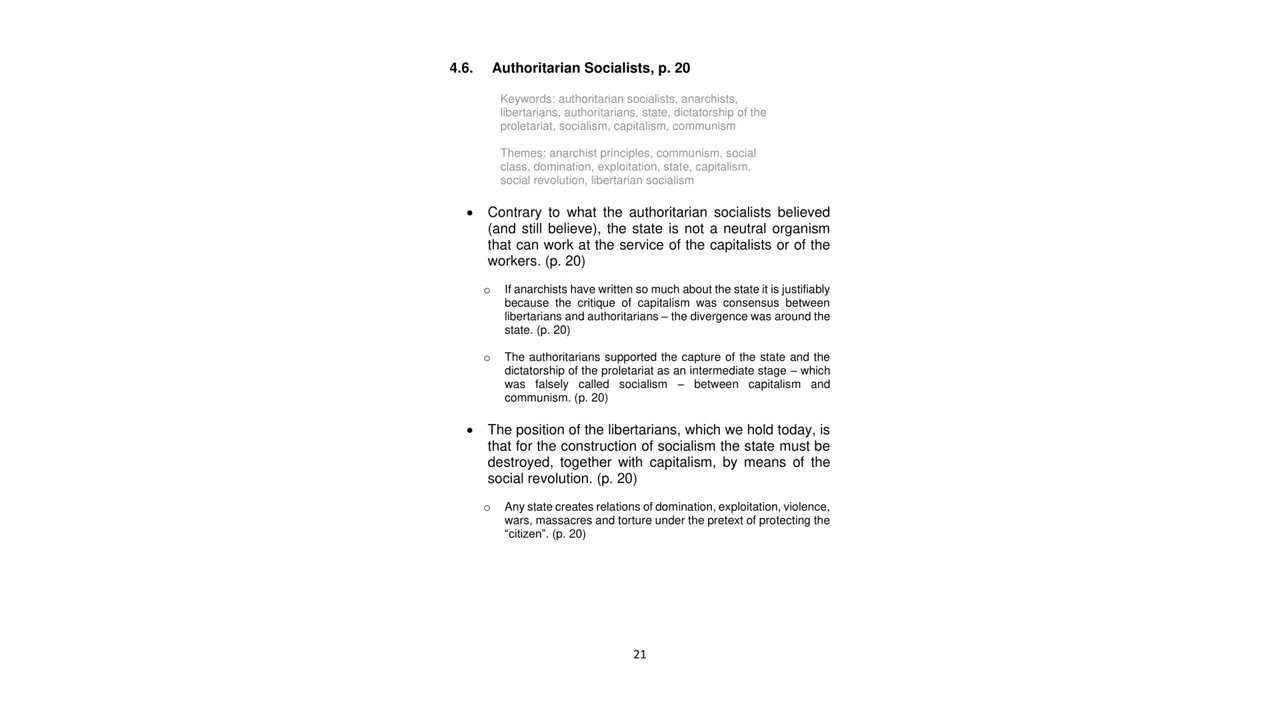 4.6. Authoritarian Socialists, p. 20
Keywords: authoritarian socialists, anarchists,
libertarians, authoritarians, state, dictatorship of the
proletariat, socialism, capitalism, communism
Themes: anarchist principles, communism, social
class, domination, exploitation, state, capitalism,
social revolution, libertarian socialism
• Contrary to what the authoritarian socialists believed
(and still believe), the state is not a neutral organism
that can work at the service of the capitalists or of the
workers. (p. 20)
o If anarchists have written so much about the state it is justifiably
because the critique of capitalism was consensus between
libertarians and authoritarians – the divergence was around the
state. (p. 20)
o The authoritarians supported the capture of the state and the
dictatorship of the proletariat as an intermediate stage – which
was falsely called socialism – between capitalism and
communism. (p. 20)
• The position of the libertarians, which we hold today, is
that for the construction of socialism the state must be
destroyed, together with capitalism, by means of the
social revolution. (p. 20)
o Any state creates relations of domination, exploitation, violence,
wars, massacres and torture under the pretext of protecting the
“citizen”. (p. 20)
21